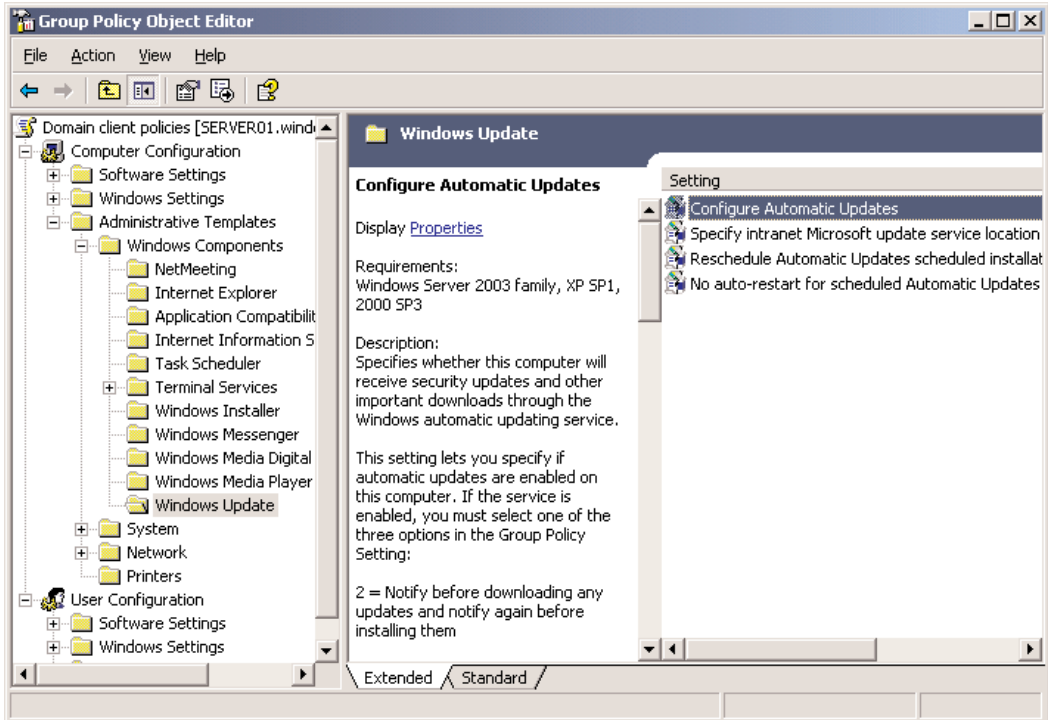 Group Policy Object Editor
File Action View Help
Domain client policies [SERVER01.wind
Computer Configuration
Software Settings
Windows Settings
Administrative Templates
Windows Components
NetMeeting
Internet Explorer
Application Compatibilit
Internet Information S
Task Scheduler
Terminal Services
Windows Installer
Windows Messenger
Windows Media Digital
Windows Media Player
Windows Update
System
Network
Printers
User Configuration
Software Settings
Windows Settings
Windows Update
Configure Automatic Updates
Display Properties
Requirements:
Windows Server 2003 family, XP SP1,
2000 SP3
Description:
Specifies whether this computer will
receive security updates and other
important downloads through the
Windows automatic updating service.
This setting lets you specify if
automatic updates are enabled on
this computer. If the service is
enabled, you must select one of the
three options in the Group Policy
Setting:
2 = Notify before downloading any
updates and notify again before
installing them
Setting
Configure Automatic Updates
Specify intranet Microsoft update service location
Reschedule Automatic Updates scheduled installat
No auto-restart for scheduled Automatic Updates
Extended Standard